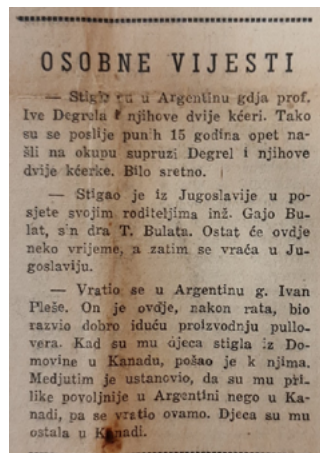 OSOBNE VIJESTI
— Stigle su u Argentinu gdja prof.
Ive Degrela i njihove dvije kćeri. Tako
su se poslije punih 15 godina opet na-
šli na okupu supruzi Degrel i njihove
dvije kćerke. Bilo sretno.
— Stigao je iz Jugoslavije u po-
sjete svojim roditeljima inž. Gajo Bu-
lat, sin dra T. Bulata. Ostat će ovdje
neko vrijeme, a zatim se vraća u Ju-
goslaviju.
— Vratio se u Argentinu g. Ivan
Pleše. On je ovdje, nakon rata, bio
razvio dobro iduću proizvodnju pullo-
vera. Kad su mu djeca stigla iz Do-
movine u Kanadu, pošao je k njima.
Medjutim je ustanovio, da su mu pri-
like povoljnije u Argentini nego u Ka-
nadi, pa se vratio ovamo. Djeca su mu
ostala u Kanadi.